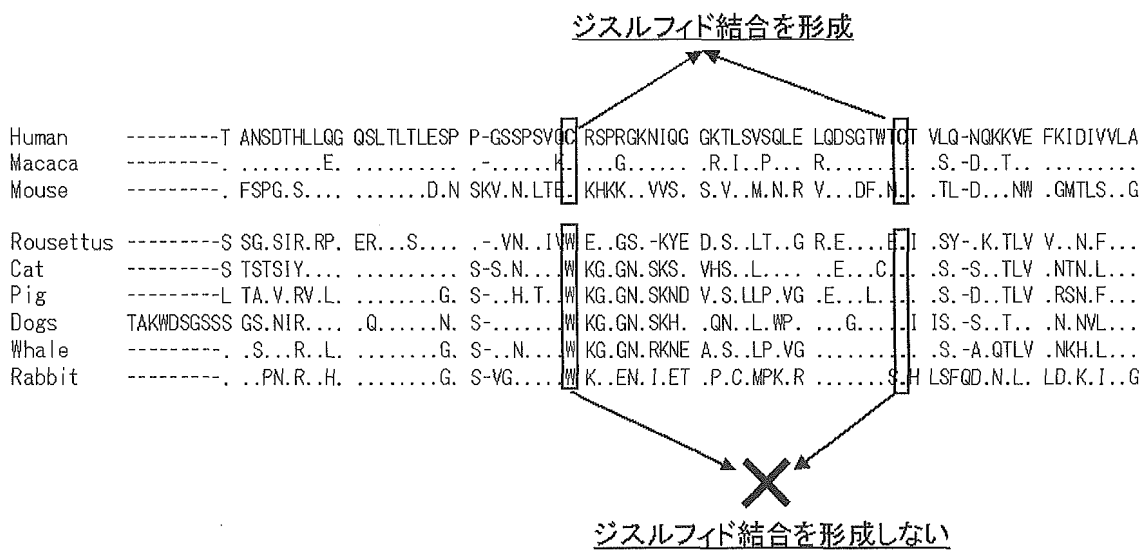 ジスルフィド結合を形成
Human ---------T ANSDTHLLQG QSLTLTLESP P-GSSPSVQC RSPRGKNIQG GKTLSVSQLE LQDSGTWTCT VLQ-NQKKVE FKIDIVVLA
Macaca ---------. .......E. .......... .-......K. ...G...... .R.I..P... R......... .S.-D..T... .........
Mouse ---------. FSPG.S.... .......D.N SKV.N.LTE. KHKK..VVS. S.V..M.N.R V...DF.N.. .TL-D...NW .GMTLS..G
Rousettus ---------S SG.SIR.RP. ER...S.... .-.VN..IVW E..GS.-KYE D.S..LT..G R.E....E.I .SY-.K.TLV V..N.F...
Cat ---------S TSTSIY.... .......... S-S.N....W KG.GN.SKS. VHS..L.... ..E...C... .S.-S..TLV .NTN.L...
Pig ---------L TA.V.RV.L. ........G. S-..H.T..W KG.GN.SKND V.S.LLP.VG .E...L.... .S.-D..TLV .RSN.F...
Dogs TAKWDSGSSS GS.NIR.... .Q......N. S-.......W KG.GN.SKH. .QN..L.WP. ...G.....I IS.-S..T... .N.NVL...
Whale ---------. .S...R..L. ........G. S-..N....W KG.GN.RKNE A.S..LP.VG .......... .S.-A.QTLV .NKH.L...
Rabbit ---------. ..PN.R..H. ........G. S-VG.....W K..EN.I.ET .P.C.MPK.R .......S.H LSFQD.N.L. LD.K.I..G
ジスルフィド結合を形成しない